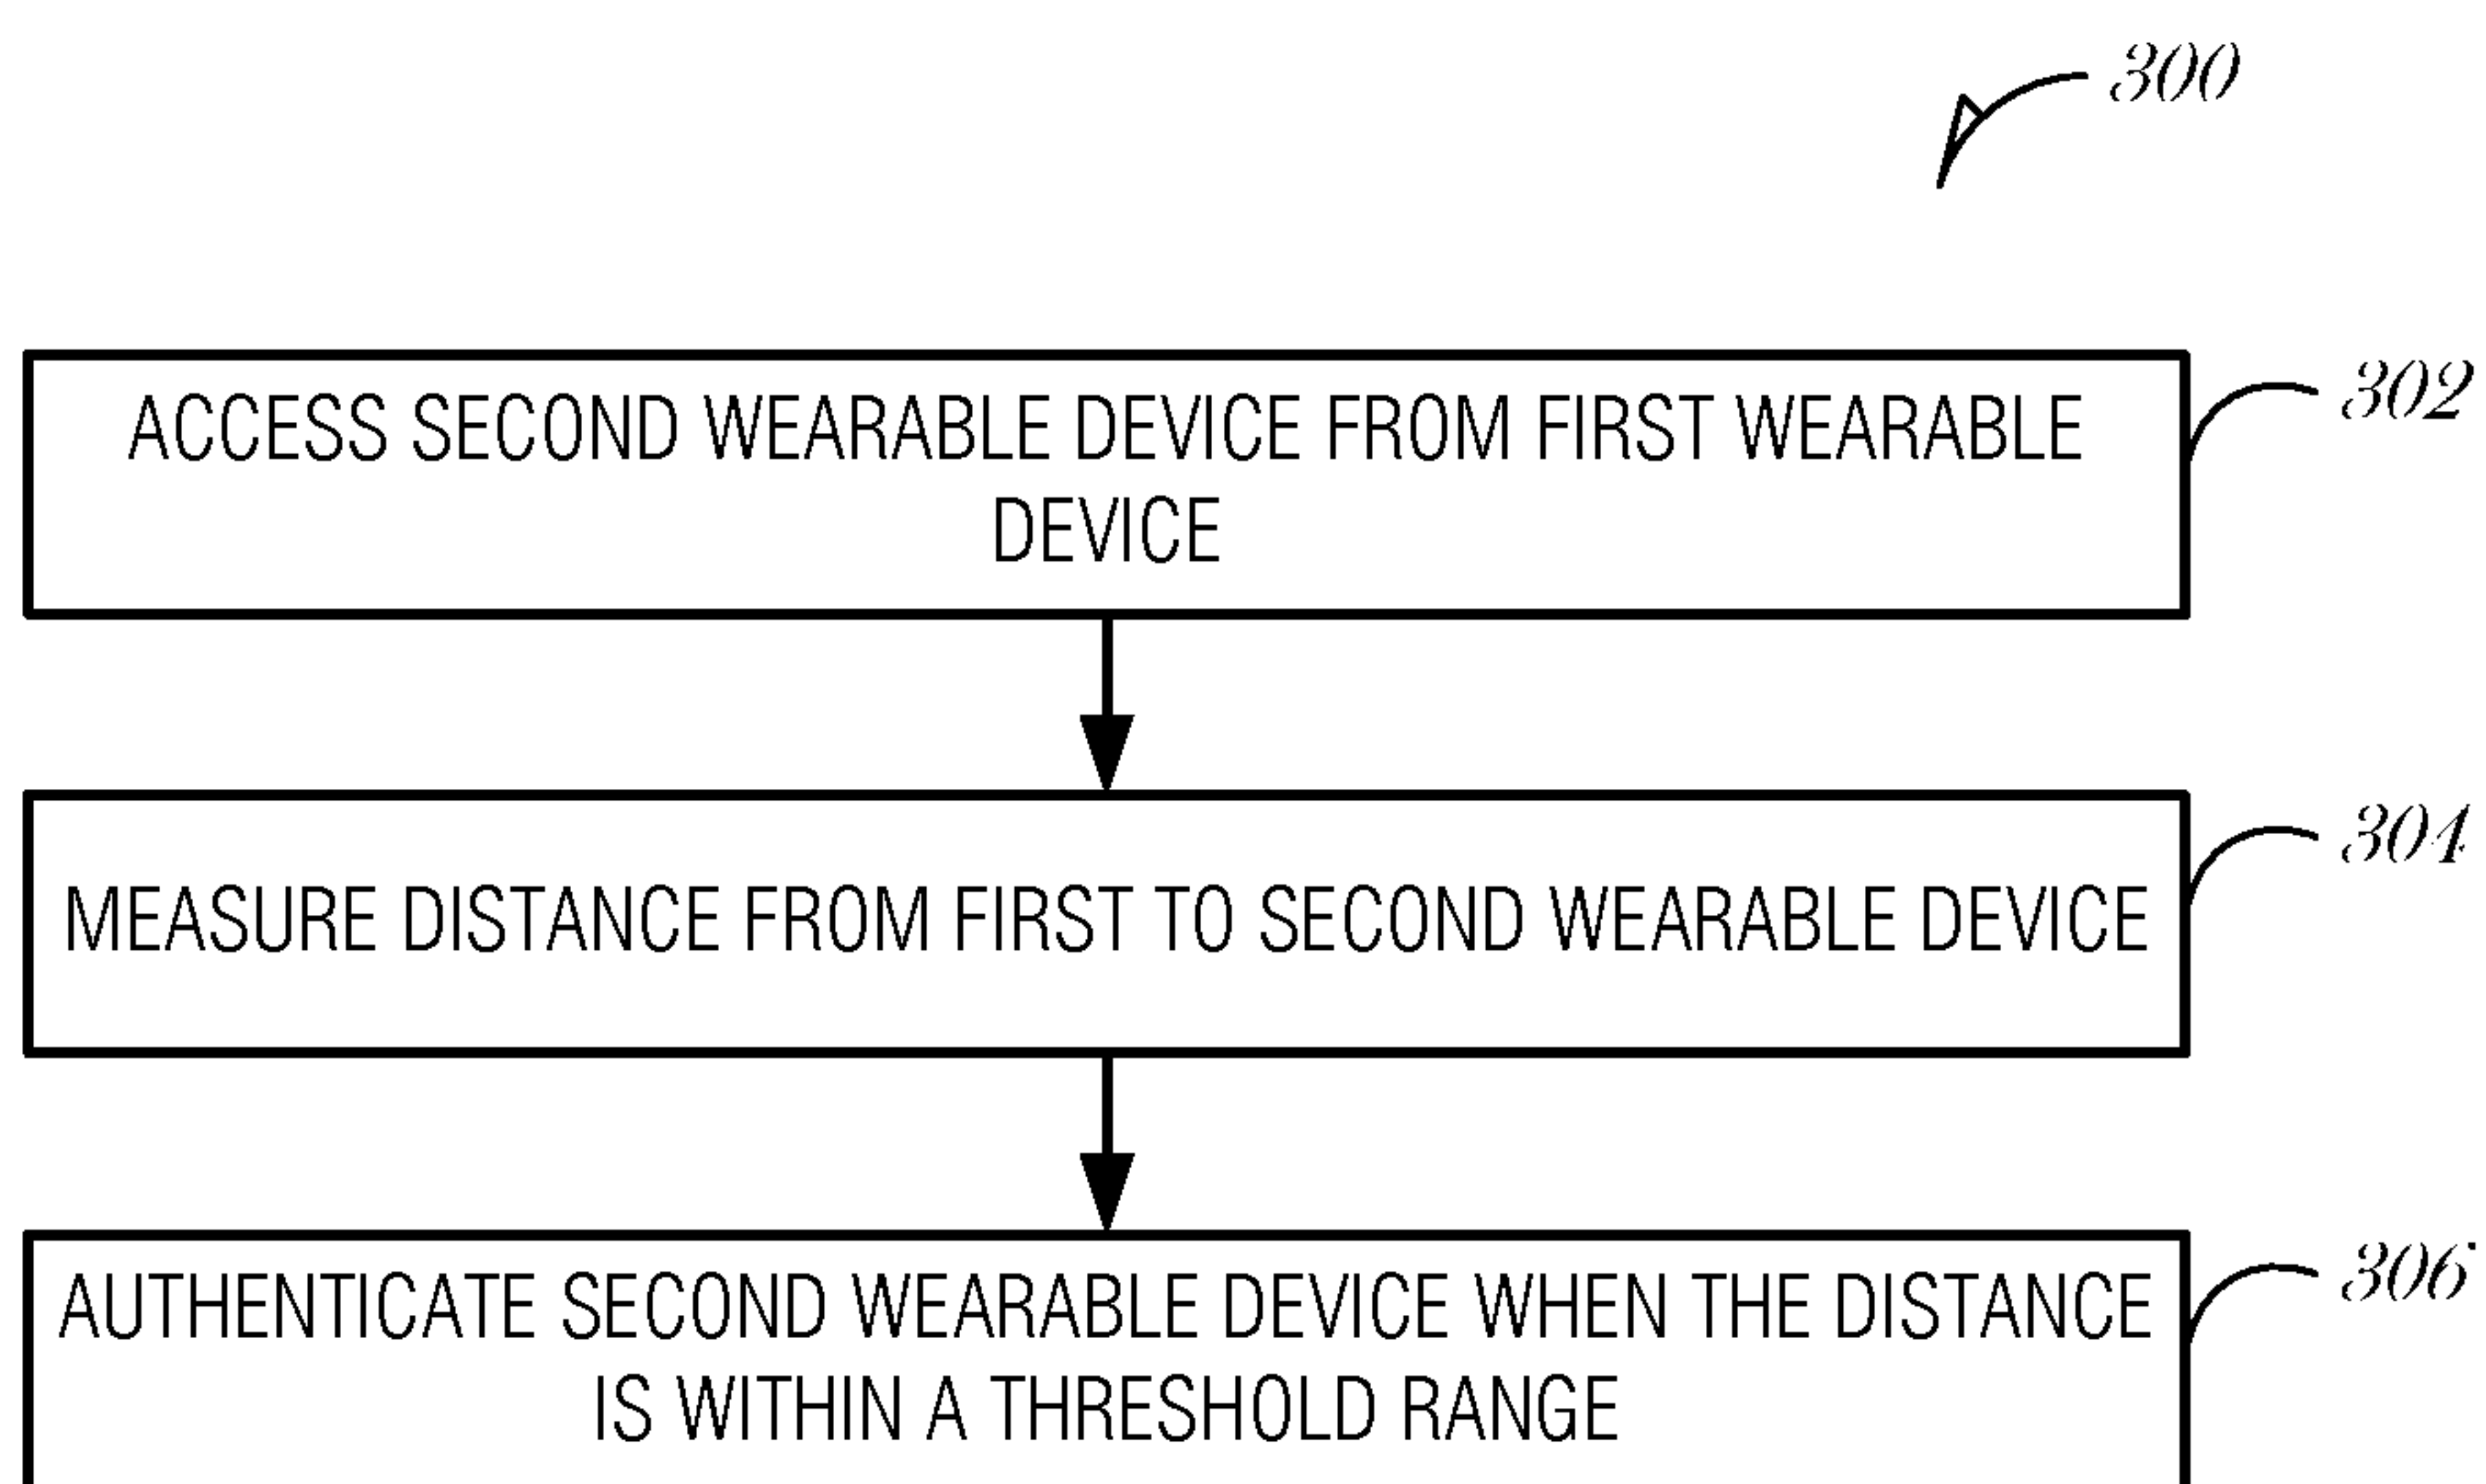 300
ACCESS SECOND WEARABLE DEVICE FROM FIRST WEARABLE
DEVICE
302
MEASURE DISTANCE FROM FIRST TO SECOND WEARABLE DEVICE
304
AUTHENTICATE SECOND WEARABLE DEVICE WHEN THE DISTANCE
IS WITHIN A THRESHOLD RANGE
306